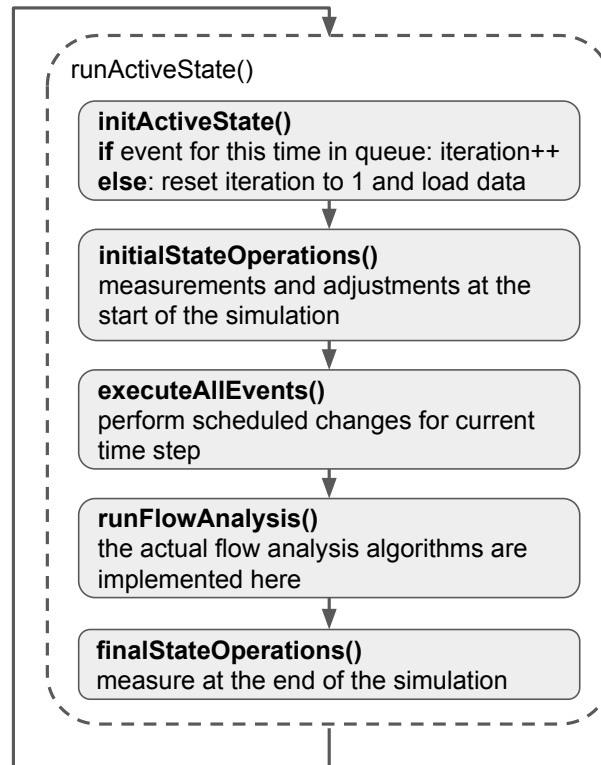 runActiveState()
initActiveState()
if event for this time in queue: iteration++
else: reset iteration to 1 and load data
initialStateOperations()
measurements and adjustments at the
start of the simulation
executeAllEvents()
perform scheduled changes for current
time step
runFlowAnalysis()
the actual flow analysis algorithms are
implemented here
finalStateOperations()
measure at the end of the simulation